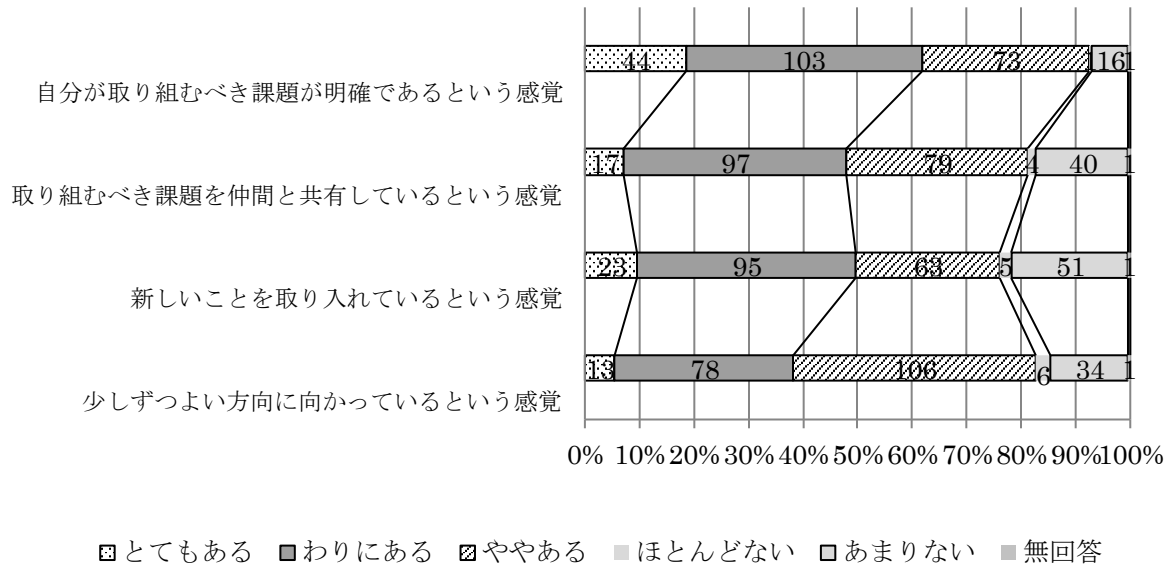 44 103 73 1 16 1
自分が取り組むべき課題が明確であるという感覚
17 97 79 4 40 1
取り組むべき課題を仲間と共有しているという感覚
23 95 63 5 51 1
新しいことを取り入れているという感覚
13 78 106 6 34 1
少しずつよい方向に向かっているという感覚
0% 10% 20% 30% 40% 50% 60% 70% 80% 90% 100%
とてもある わりにある ややある ほとんどない あまりない 無回答